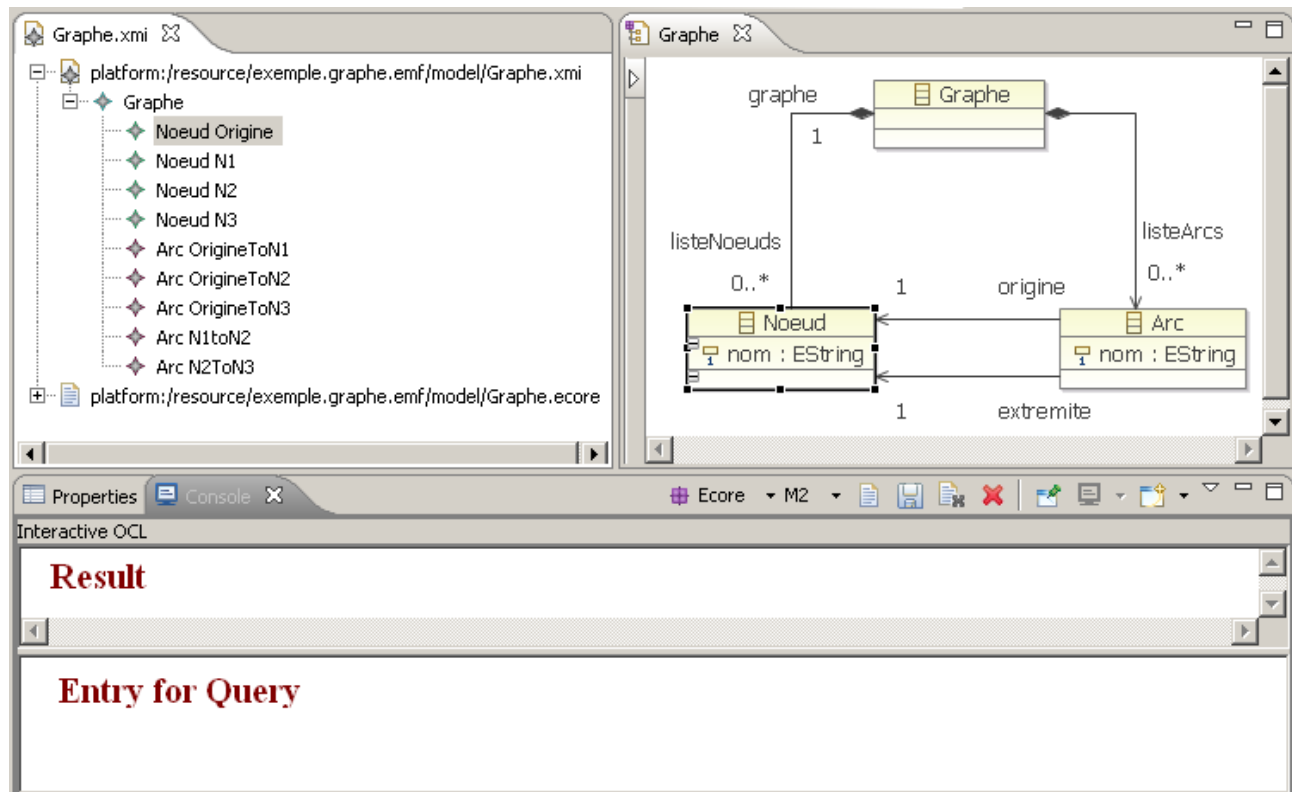 Graphe.xmi
platform:/resource/exemple.graphe.emf/model/Graphe.xmi
Graphe
Noeud Origine
Noeud N1
Noeud N2
Noeud N3
Arc OrigineToN1
Arc OrigineToN2
Arc OrigineToN3
Arc N1toN2
Arc N2ToN3
platform:/resource/exemple.graphe.emf/model/Graphe.ecore
Graphe
graphe
Graphe
1
listeNoeuds
listeArcs
0..*
1
origine
0..*
Noeud
Arc
1 nom : EString
1 nom : EString
1
extremite
Properties
Console
Ecore
M2
Interactive OCL
Result
Entry for Query